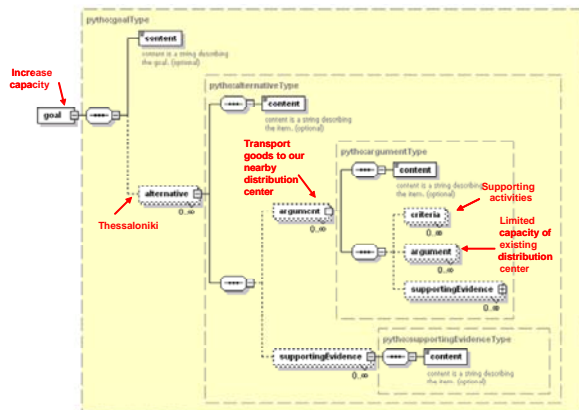 pytho:goalType
content
content is a string describing
the goal. (optional)
Increase
capacity
goal
pytho:alternativeType
content
content is a string describing
the item. (optional)
Transport
goods to our
nearby
distribution
center
pytho:argumentType
content
content is a string describing
the item. (optional)
Supporting
activities
alternative
0..∞
Thessaloniki
argument
0..∞
criteria
0..∞
Limited
capacity of
existing
distribution
center
argument
0..∞
supportingEvidence
0..∞
pytho:supportingEvidenceType
supportingEvidence
0..∞
content
content is a string describing
the item. (optional)